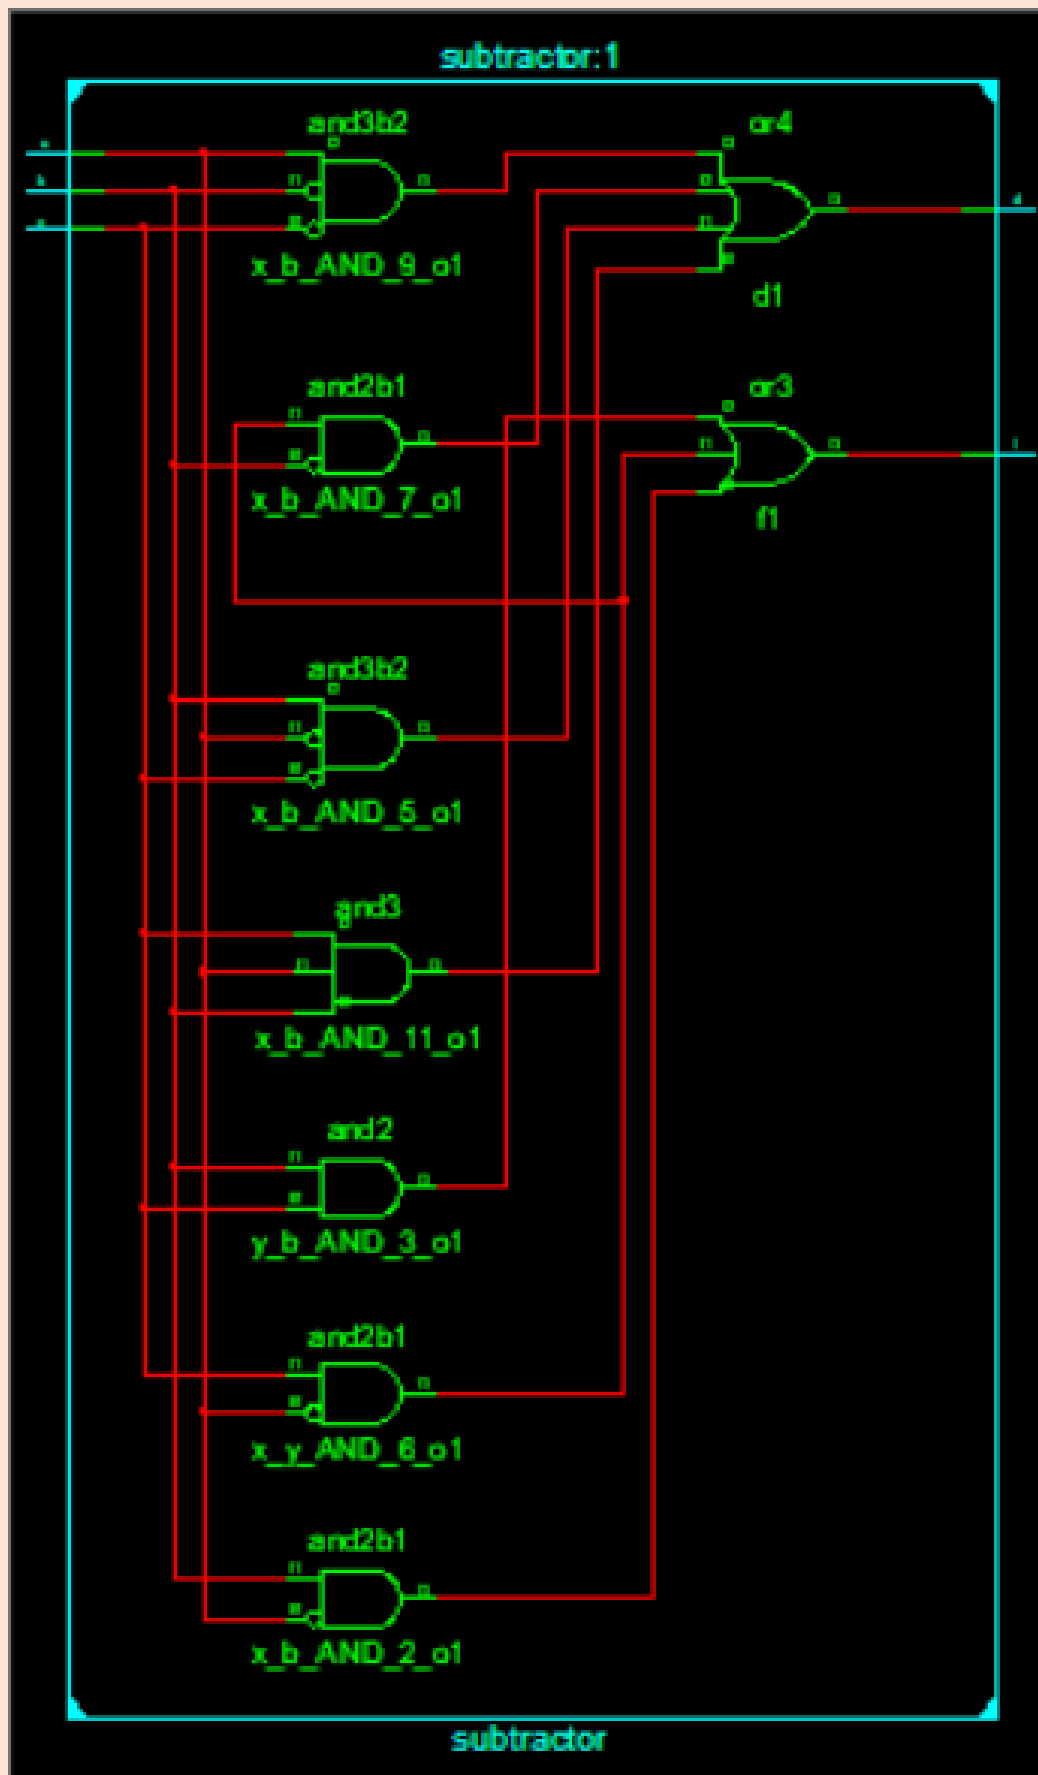 subtractor:1
and3b2
or4
x_b_AND_9_o1
d1
and2b1
or3
x_b_AND_7_o1
f1
and3b2
x_b_AND_5_o1
and3
x_b_AND_11_o1
and2
y_b_AND_3_o1
and2b1
x_y_AND_6_o1
and2b1
x_b_AND_2_o1
subtractor